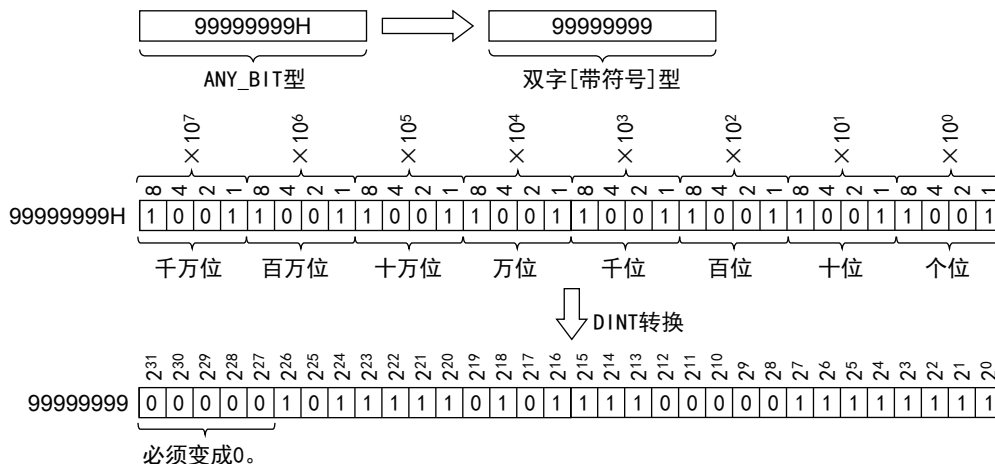 99999999H 99999999
ANY_BIT型 双字[带符号]型
×10⁷ ×10⁶ ×10⁵ ×10⁴ ×10³ ×10² ×10¹ ×10⁰
8 4 2 1 8 4 2 1 8 4 2 1 8 4 2 1 8 4 2 1 8 4 2 1 8 4 2 1 8 4 2 1
99999999H 1 0 0 1 1 0 0 1 1 0 0 1 1 0 0 1 1 0 0 1 1 0 0 1 1 0 0 1 1 0 0 1
千万位 百万位 十万位 万位 千位 百位 十位 个位
DINT转换
2³¹ 2³⁰ 2²⁹ 2²⁸ 2²⁷ 2²⁶ 2²⁵ 2²⁴ 2²³ 2²² 2²¹ 2²⁰ 2¹⁹ 2¹⁸ 2¹⁷ 2¹⁶ 2¹⁵ 2¹⁴ 2¹³ 2¹² 2¹¹ 2¹⁰ 2⁹ 2⁸ 2⁷ 2⁶ 2⁵ 2⁴ 2³ 2² 2¹ 2⁰
99999999 0 0 0 0 0 1 0 1 1 1 1 1 0 1 0 1 1 1 1 0 0 0 0 0 1 1 1 1 1 1 1 1
必须变成0。